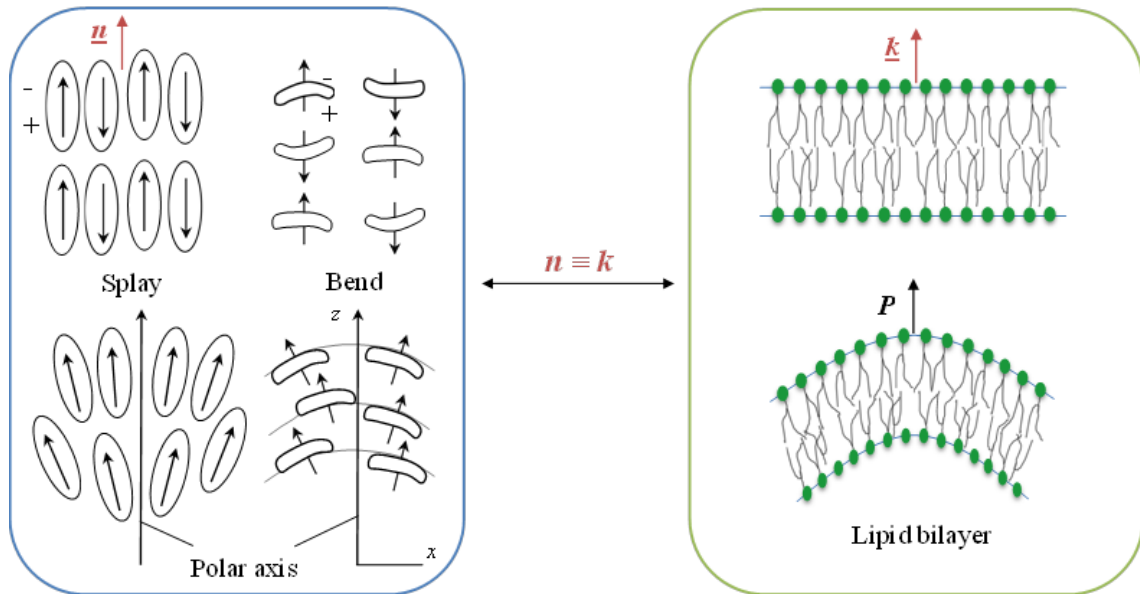 n
-
+
-
+
Splay
Bend
z
x
Polar axis
n ≡ k
k
P
Lipid bilayer